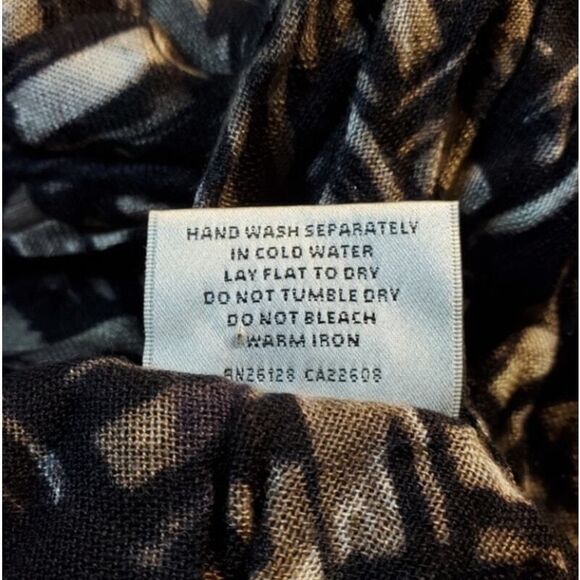 HAND WASH SEPARATELY
IN COLD WATER
LAY FLAT TO DRY
DO NOT TUMBLE DRY
DO NOT BLEACH
WARM IRON
RN26128 CA22608